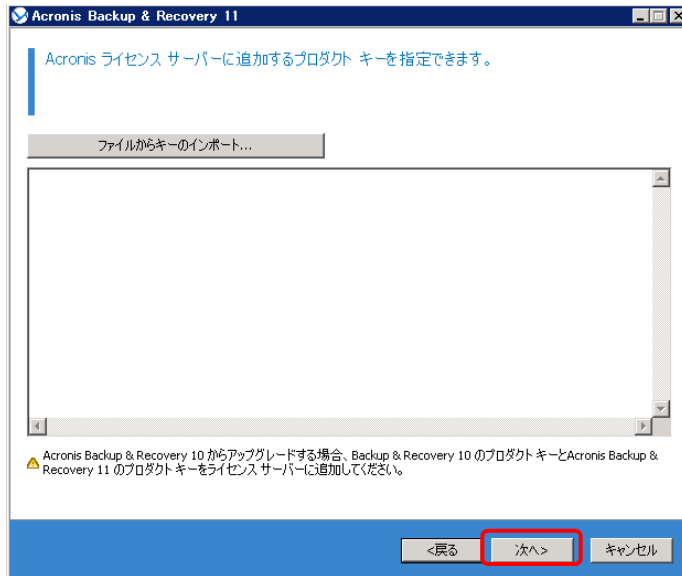 Acronis Backup & Recovery 11
Acronis ライセンス サーバーに追加するプロダクト キーを指定できます。
ファイルからキーのインポート...
Acronis Backup & Recovery 10 からアップグレードする場合、Backup & Recovery 10 のプロダクト キーとAcronis Backup &
Recovery 11 のプロダクト キーをライセンス サーバーに追加してください。
<戻る
次へ>
キャンセル